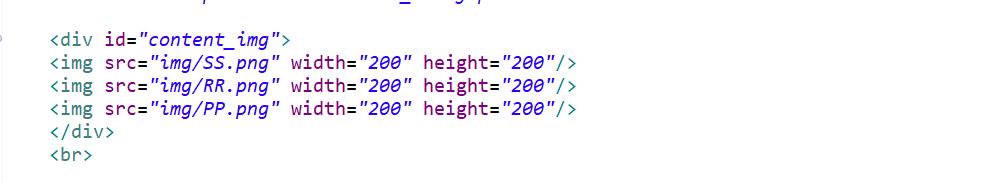 <div id="content_img">
<img src="img/SS.png" width="200" height="200"/>
<img src="img/RR.png" width="200" height="200"/>
<img src="img/PP.png" width="200" height="200"/>
</div>
<br>